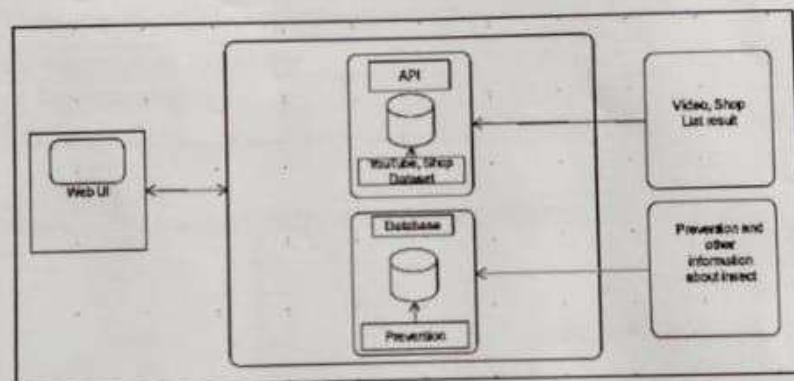 API
YouTube, Shop
Dataset
Web UI
Database
Prevention
Video, Shop
List result
Prevention and
other
information
about insect